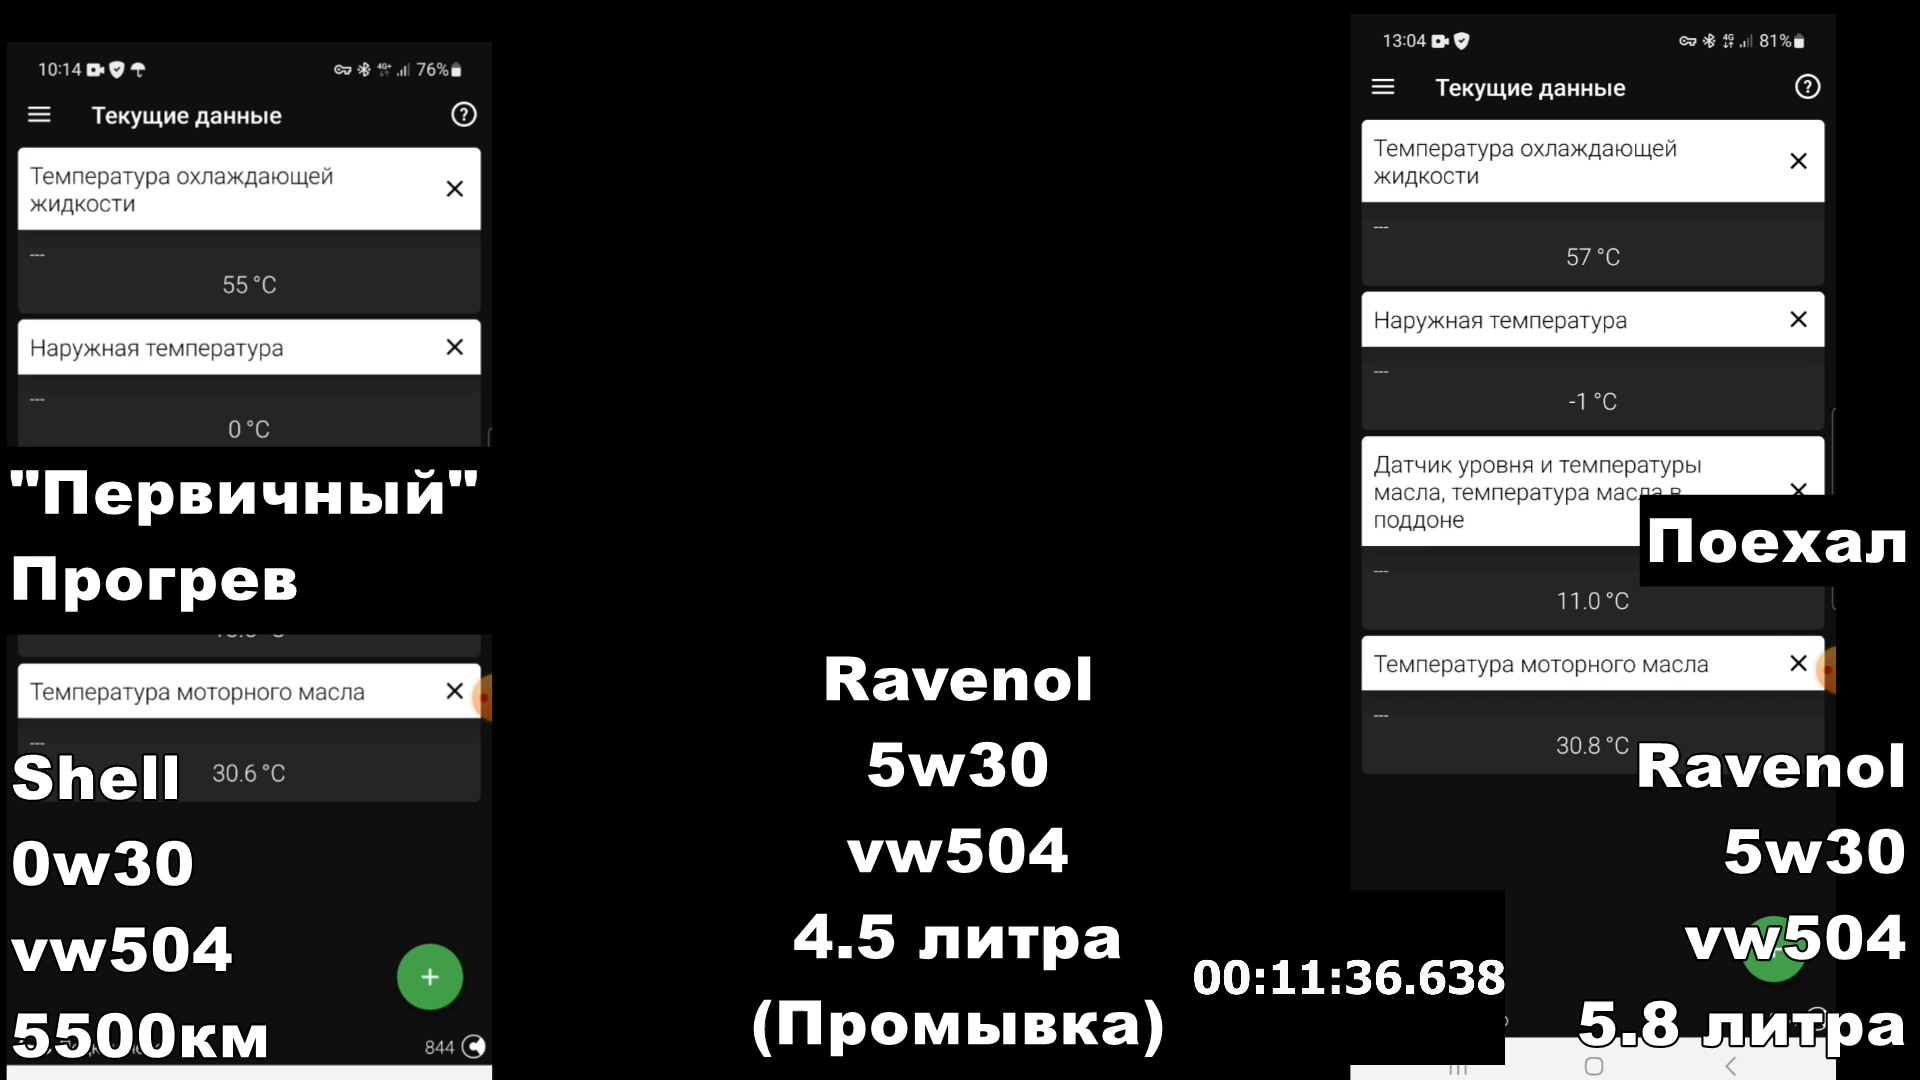 10:14
76%
Текущие данные
Температура охлаждающей
жидкости
---
55 °C
Наружная температура
---
0 °C
"Первичный"
Прогрев
Температура моторного масла
---
30.6 °C
Shell
0w30
vw504
5500км
844
Ravenol
5w30
vw504
4.5 литра
(Промывка)
00:11:36.638
13:04
4G 81%
Текущие данные
Температура охлаждающей
жидкости
---
57 °C
Наружная температура
---
-1 °C
Датчик уровня и температуры
масла, температура масла в
поддоне
Поехал
---
11.0 °C
Температура моторного масла
---
30.8 °C
Ravenol
5w30
vw504
5.8 литра